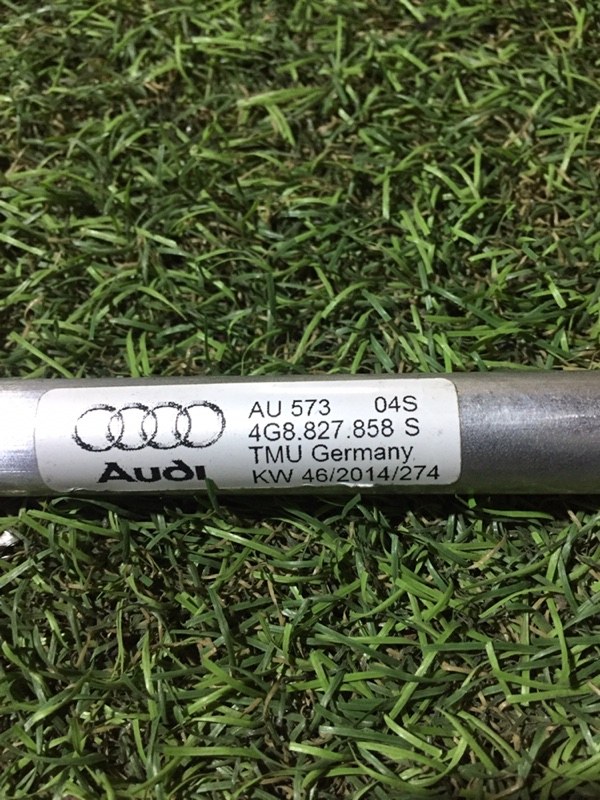 AU 573 04S
4G8.827.858 S
TMU Germany
KW 46/2014/274
Audi